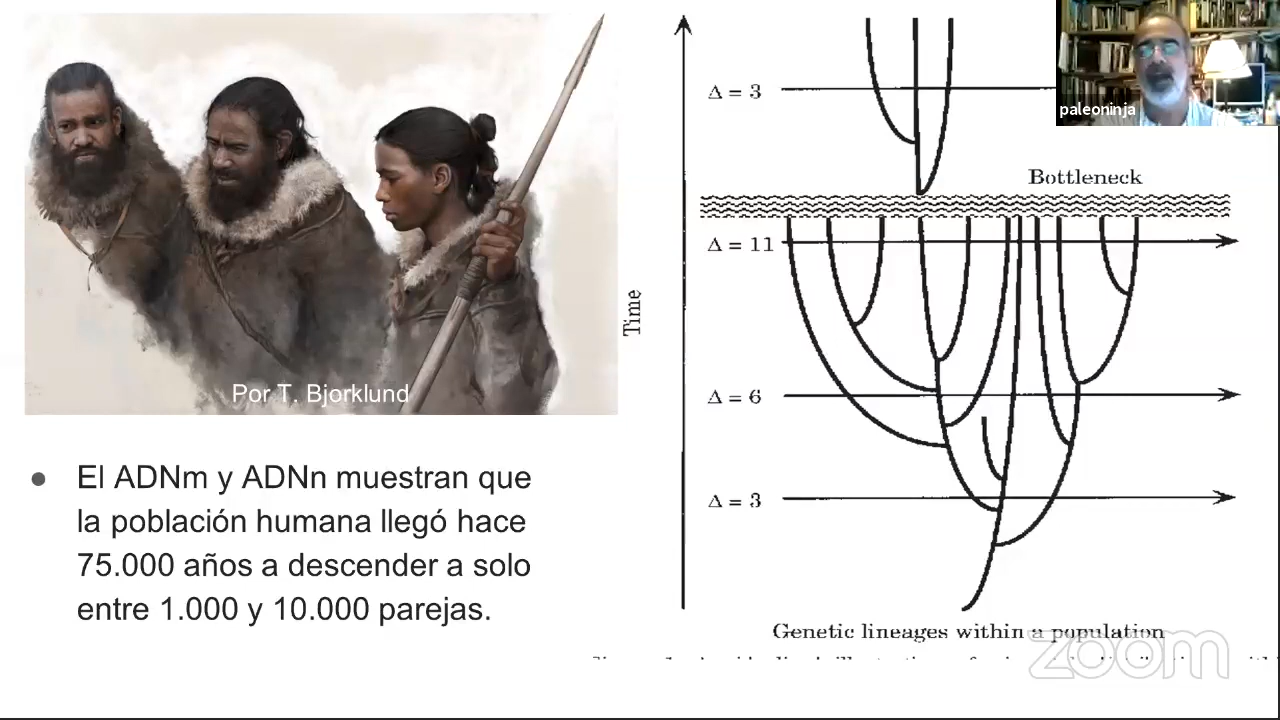 Δ = 3
paleoninja
Bottleneck
Δ = 11
Time
Δ = 6
Δ = 3
Genetic lineages within a population
Por T. Bjorklund
● El ADNm y ADNn muestran que
la población humana llegó hace
75.000 años a descender a solo
entre 1.000 y 10.000 parejas.
zoom